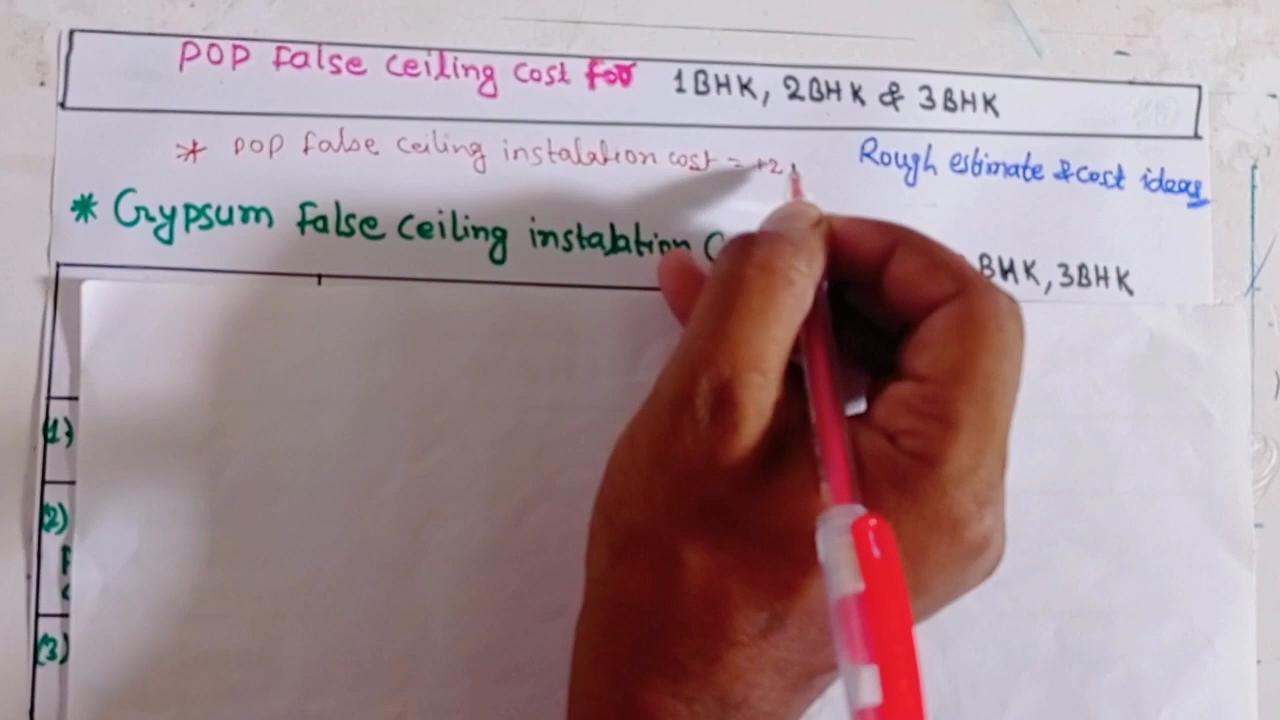 POP False ceiling cost for 1BHK, 2BHK & 3BHK
* POP false ceiling instalation cost = +2
Rough estimate & cost ideas
* Gypsum False ceiling instalation C BHK, 3BHK
(1)
(2)
(3)